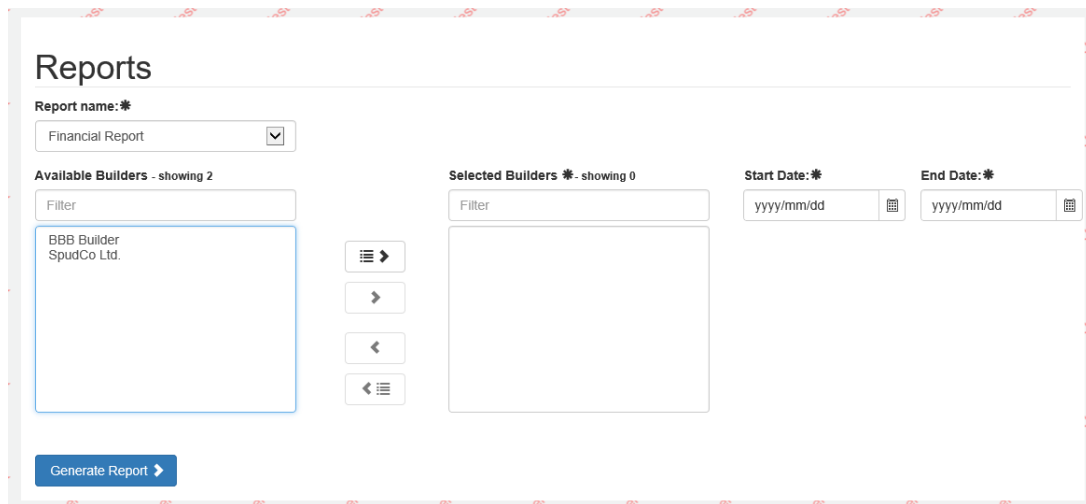 Reports
Report name:✱
Financial Report
Available Builders - showing 2
Selected Builders ✱- showing 0
Start Date:✱
End Date:✱
Filter
Filter
yyyy/mm/dd
yyyy/mm/dd
BBB Builder
SpudCo Ltd.
Generate Report